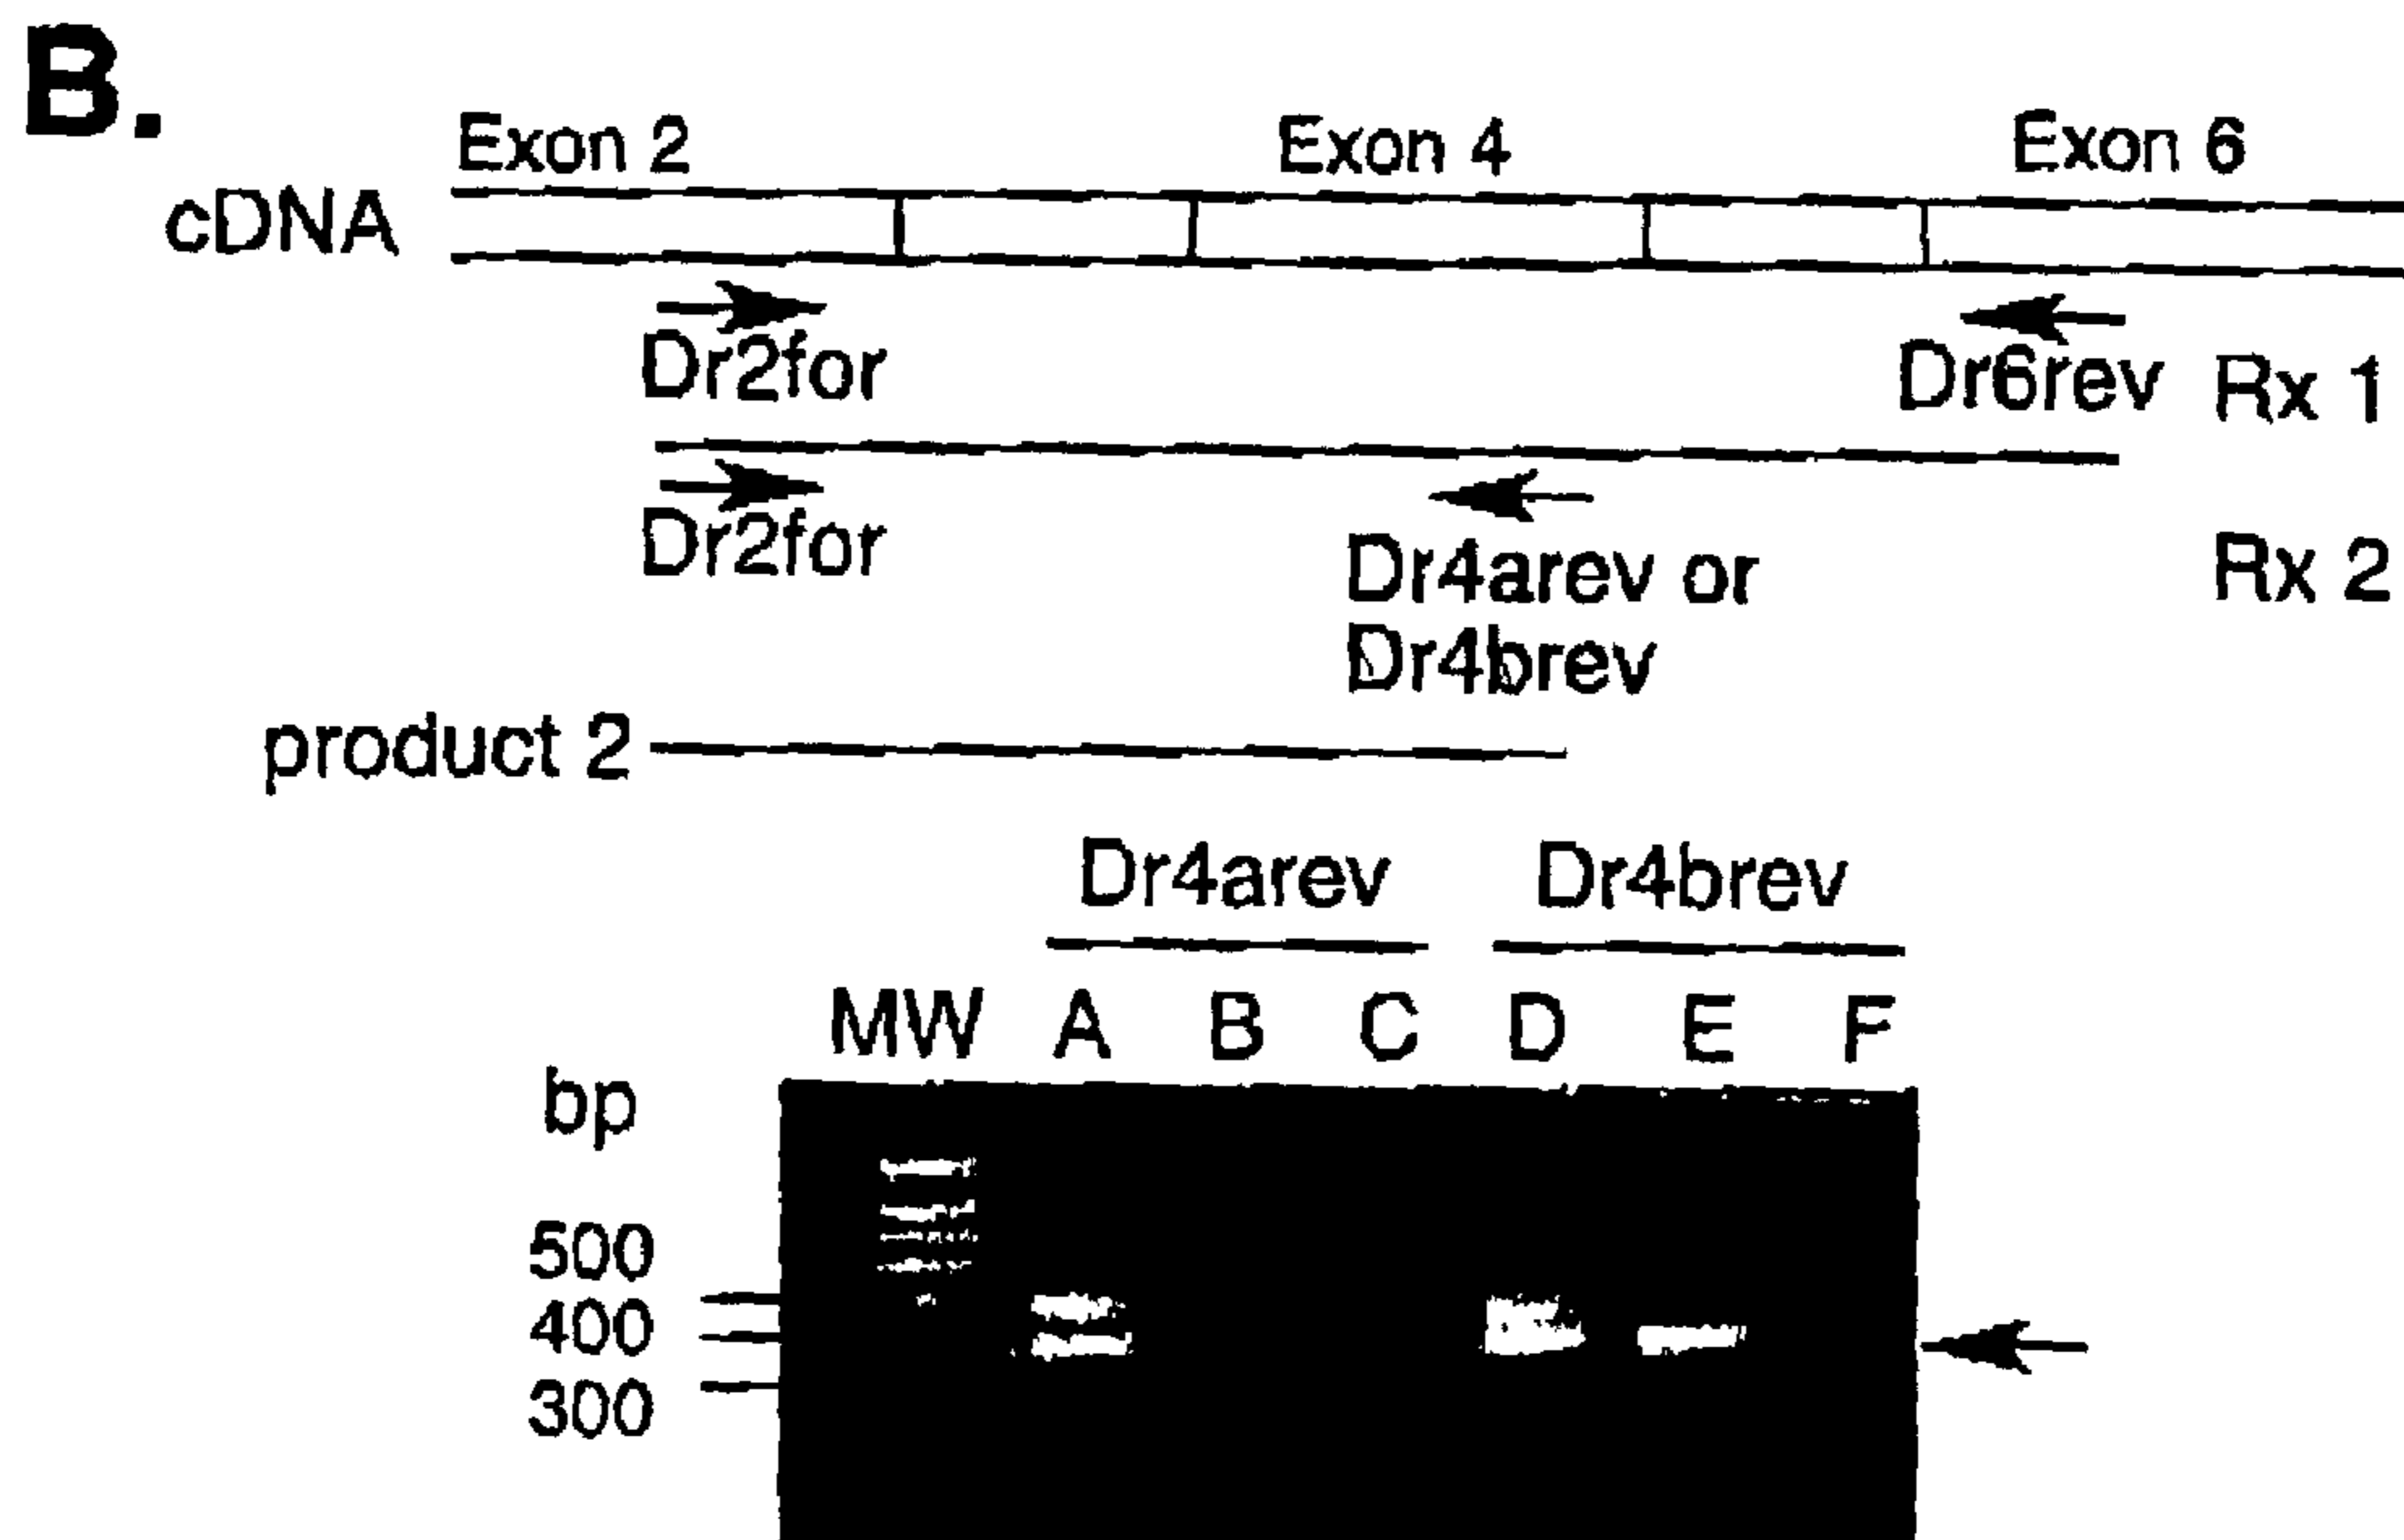 B.
Exon 2 Exon 4 Exon 6
cDNA
Dr2for Dr6rev Rx 1
Dr2for Dr4arev or Rx 2
Dr4brev
product 2
Dr4arev Dr4brev
MW A B C D E F
bp
500
400
300